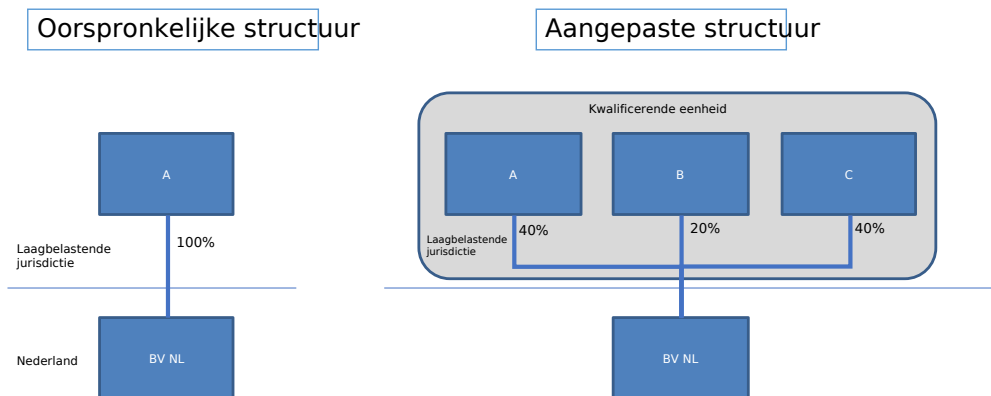 Oorspronkelijke structuur
A
100%
Laagbelastende
jurisdictie
Nederland
BV NL
Aangepaste structuur
Kwalificerende eenheid
A
B
C
40%
20%
40%
Laagbelastende
jurisdictie
BV NL